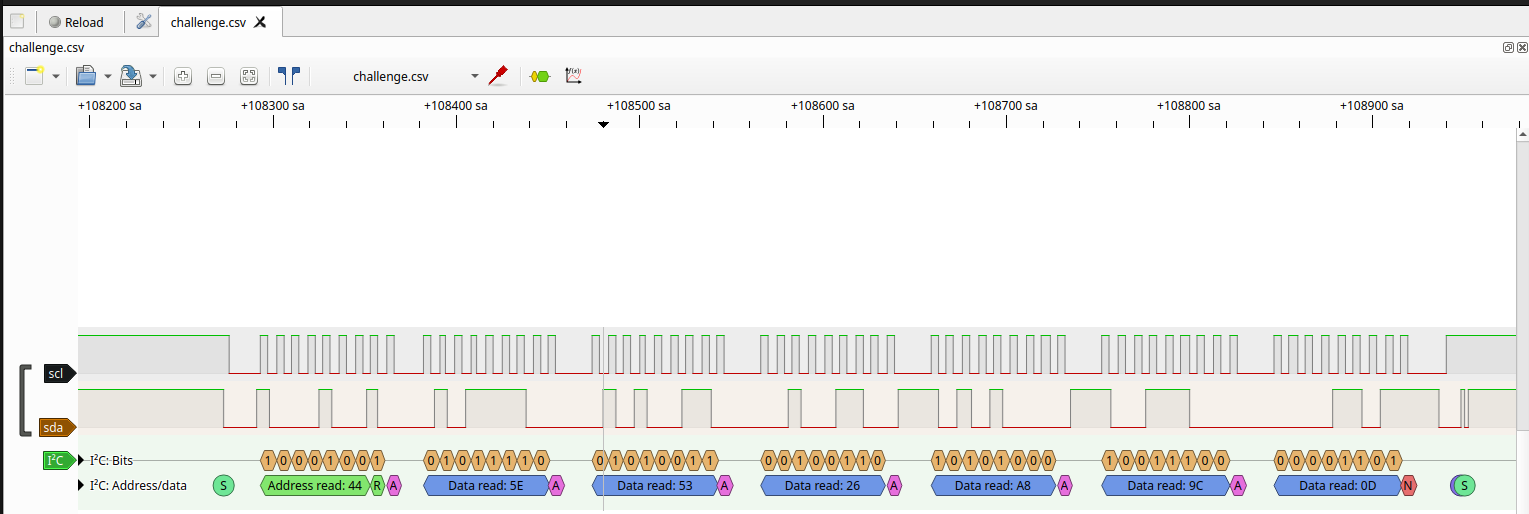 Reload challenge.csv
challenge.csv
challenge.csv f(x)
+108200 sa +108300 sa +108400 sa +108500 sa +108600 sa +108700 sa +108800 sa +108900 sa
scl
sda
I²C I²C: Bits 1 0 0 0 1 0 0 1 0 1 0 1 1 1 1 0 0 1 0 1 0 0 1 1 0 0 1 0 0 1 1 0 1 0 1 0 1 0 0 0 1 0 0 1 1 1 0 0 0 0 0 0 1 1 0 1
I²C: Address/data S Address read: 44 R A Data read: 5E A Data read: 53 A Data read: 26 A Data read: A8 A Data read: 9C A Data read: 0D N S